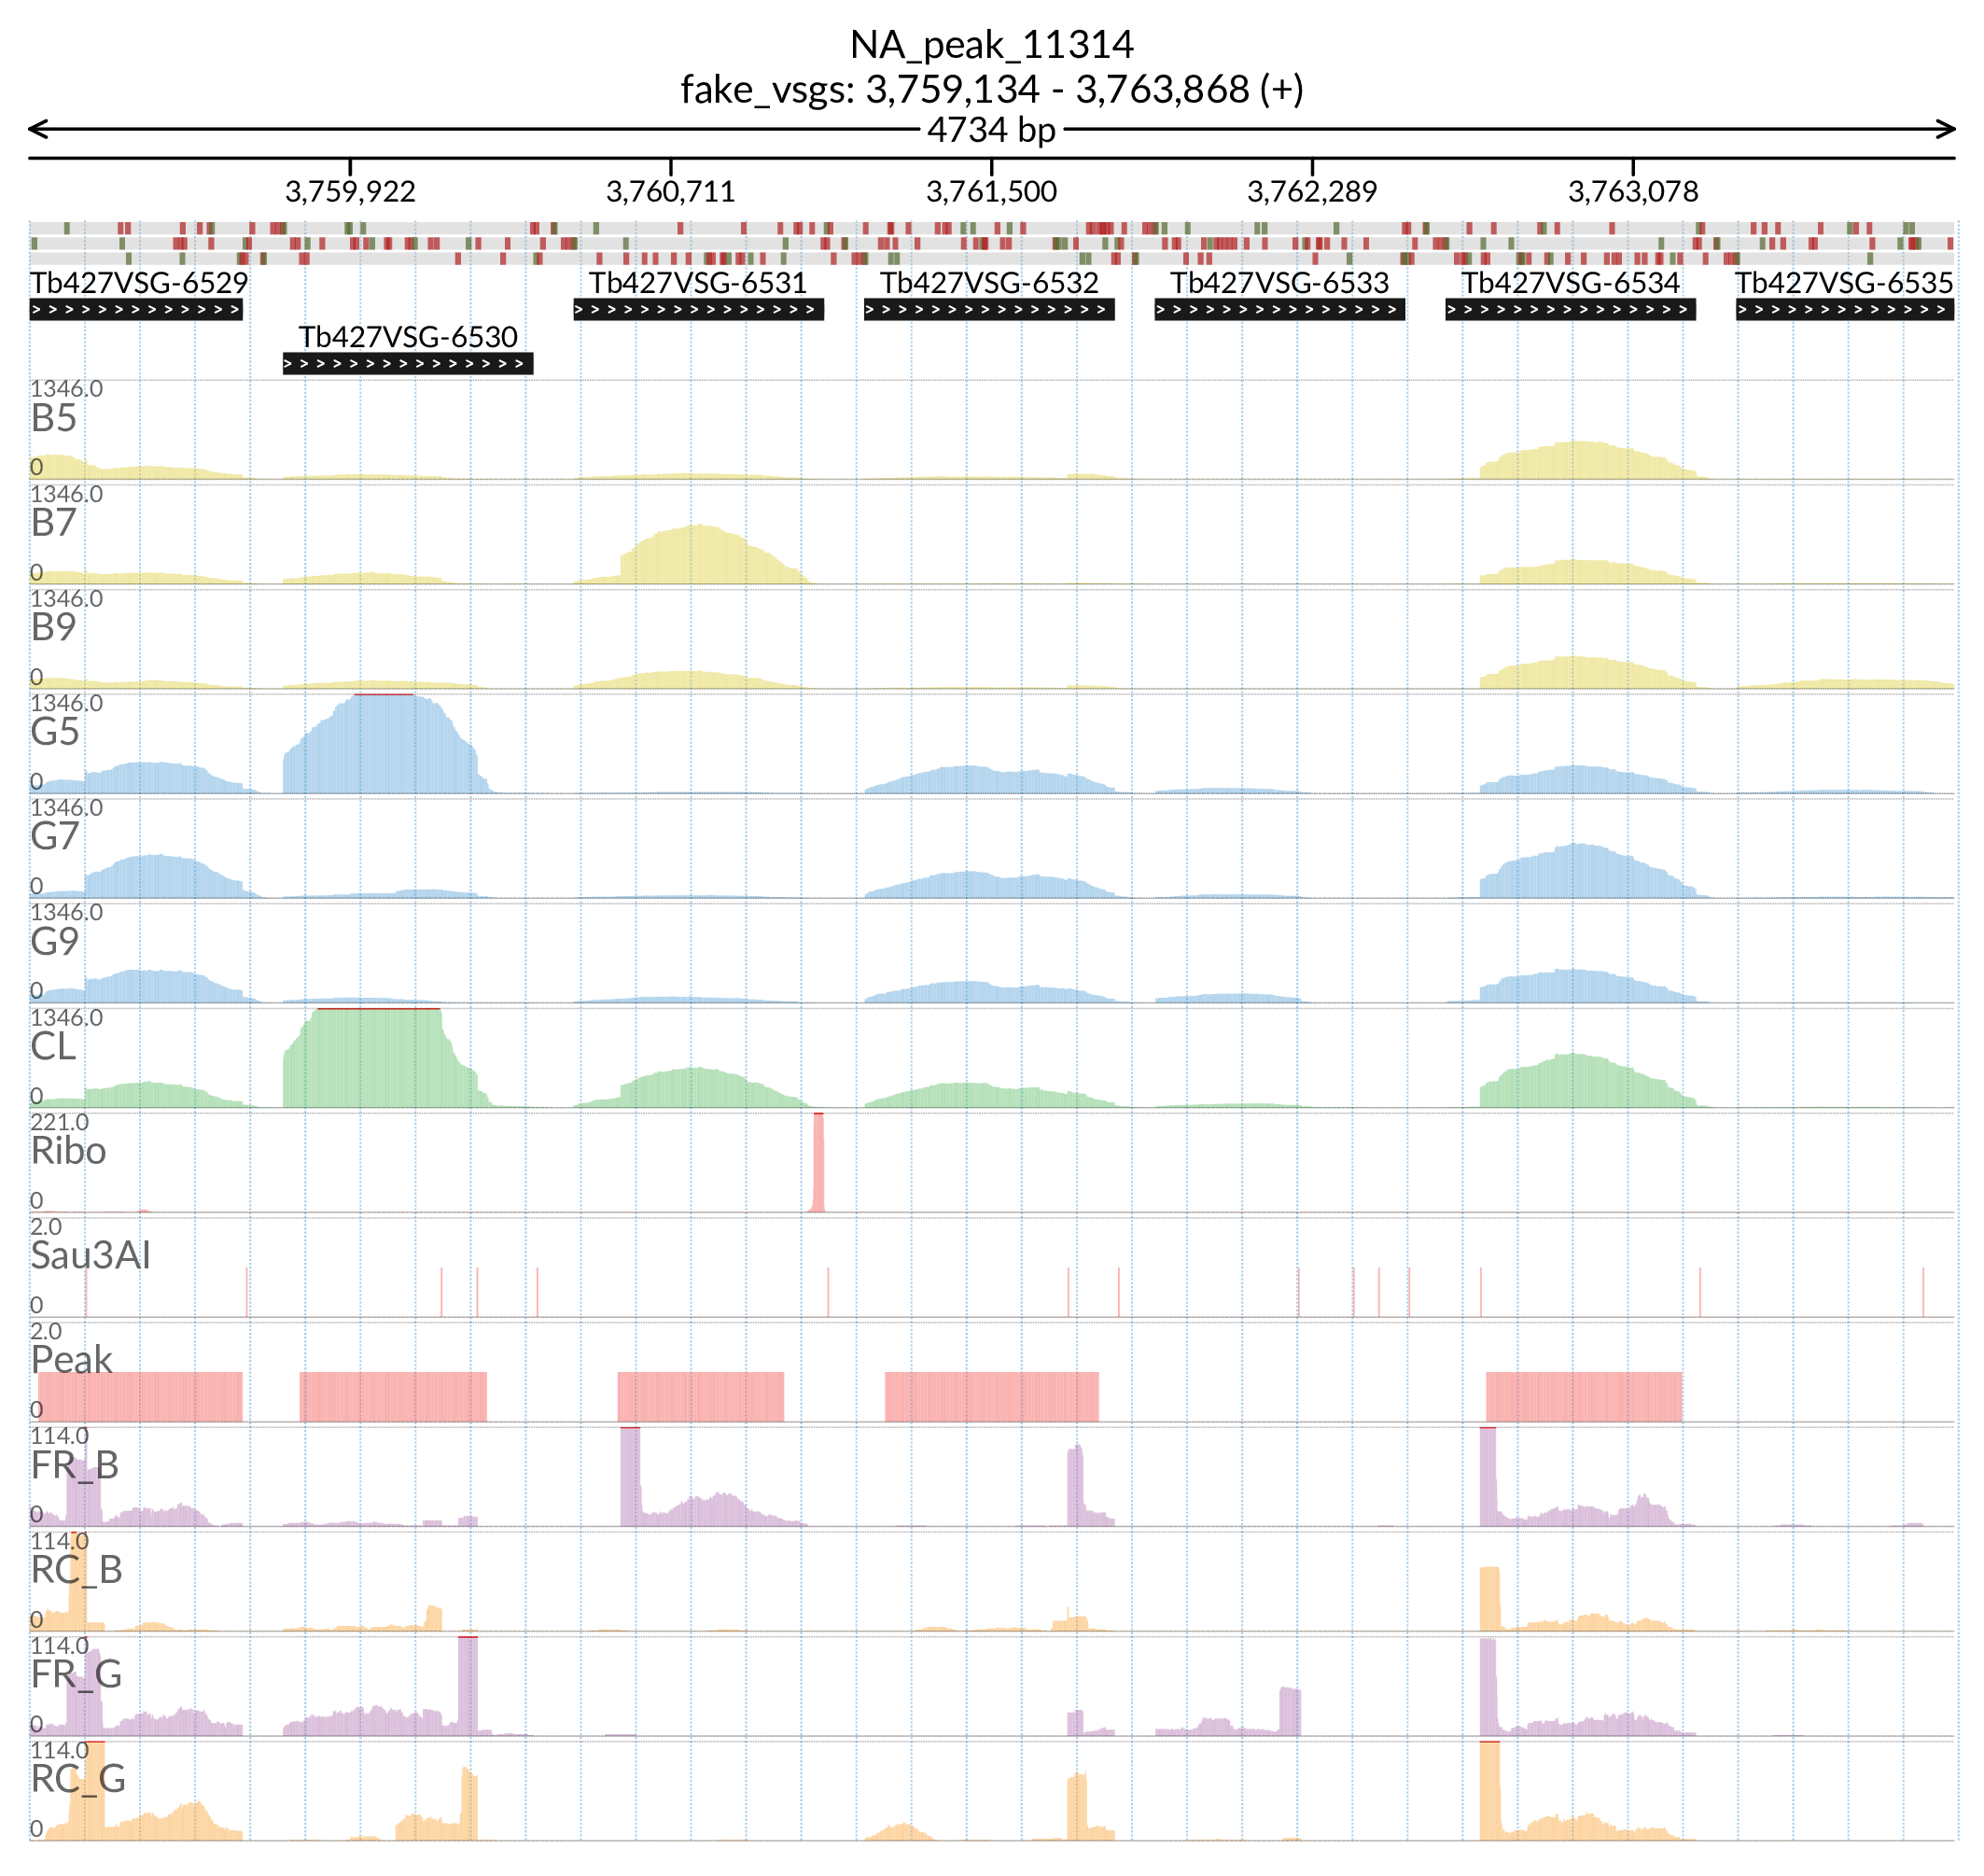 NA_peak_11314
fake_vsgs: 3,759,134 - 3,763,868 (+)
4734 bp
3,759,922 3,760,711 3,761,500 3,762,289 3,763,078
Tb427VSG-6529 Tb427VSG-6531 Tb427VSG-6532 Tb427VSG-6533 Tb427VSG-6534 Tb427VSG-6535
Tb427VSG-6530
1346.0
B5
0
1346.0
B7
0
1346.0
B9
0
1346.0
G5
0
1346.0
G7
0
1346.0
G9
0
1346.0
CL
0
221.0
Ribo
0
2.0
Sau3AI
0
2.0
Peak
0
114.0
FR_B
0
114.0
RC_B
0
114.0
FR_G
0
114.0
RC_G
0